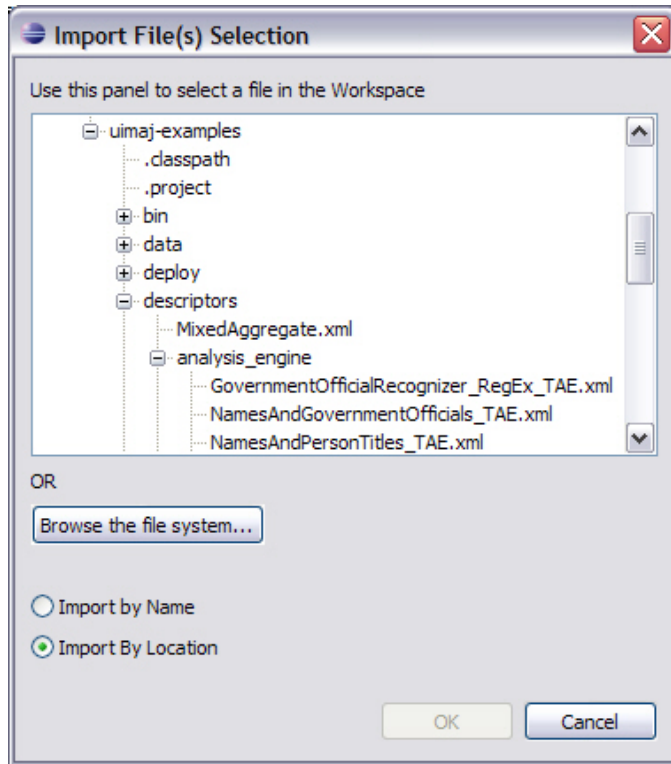 Import File(s) Selection
Use this panel to select a file in the Workspace
uimaj-examples
.classpath
.project
bin
data
deploy
descriptors
MixedAggregate.xml
analysis_engine
GovernmentOfficialRecognizer_RegEx_TAE.xml
NamesAndGovernmentOfficials_TAE.xml
NamesAndPersonTitles_TAE.xml
OR
Browse the file system...
Import by Name
Import By Location
OK Cancel